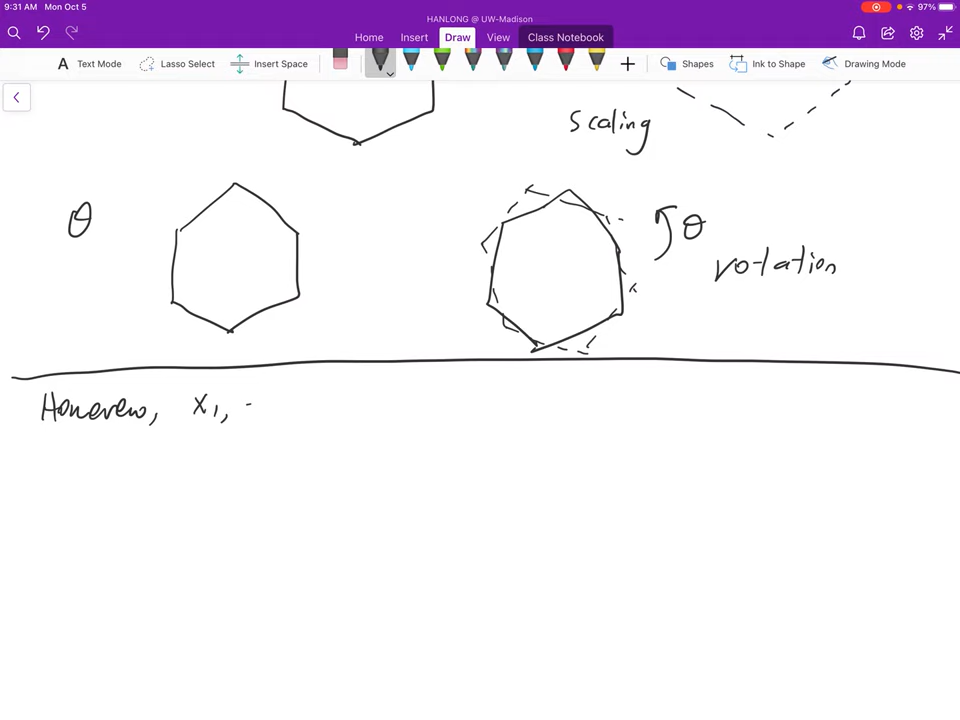 9:31 AM Mon Oct 5
97%
HANLONG @ UW-Madison
Home Insert Draw View Class Notebook
A Text Mode Lasso Select Insert Space Shapes Ink to Shape Drawing Mode
scaling
θ
θ
rotation
However, x₁,